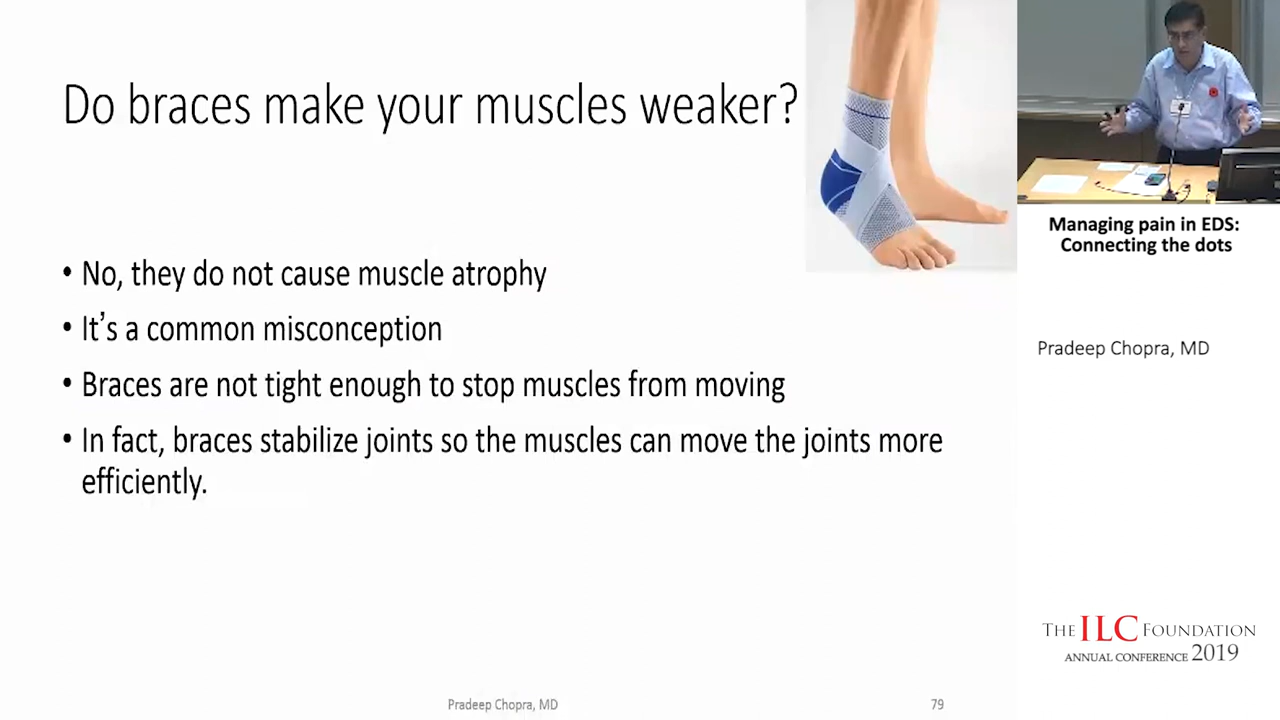 Do braces make your muscles weaker?
• No, they do not cause muscle atrophy
• It’s a common misconception
• Braces are not tight enough to stop muscles from moving
• In fact, braces stabilize joints so the muscles can move the joints more
efficiently.
Pradeep Chopra, MD
79
Managing pain in EDS:
Connecting the dots
Pradeep Chopra, MD
THE ILC FOUNDATION
ANNUAL CONFERENCE 2019